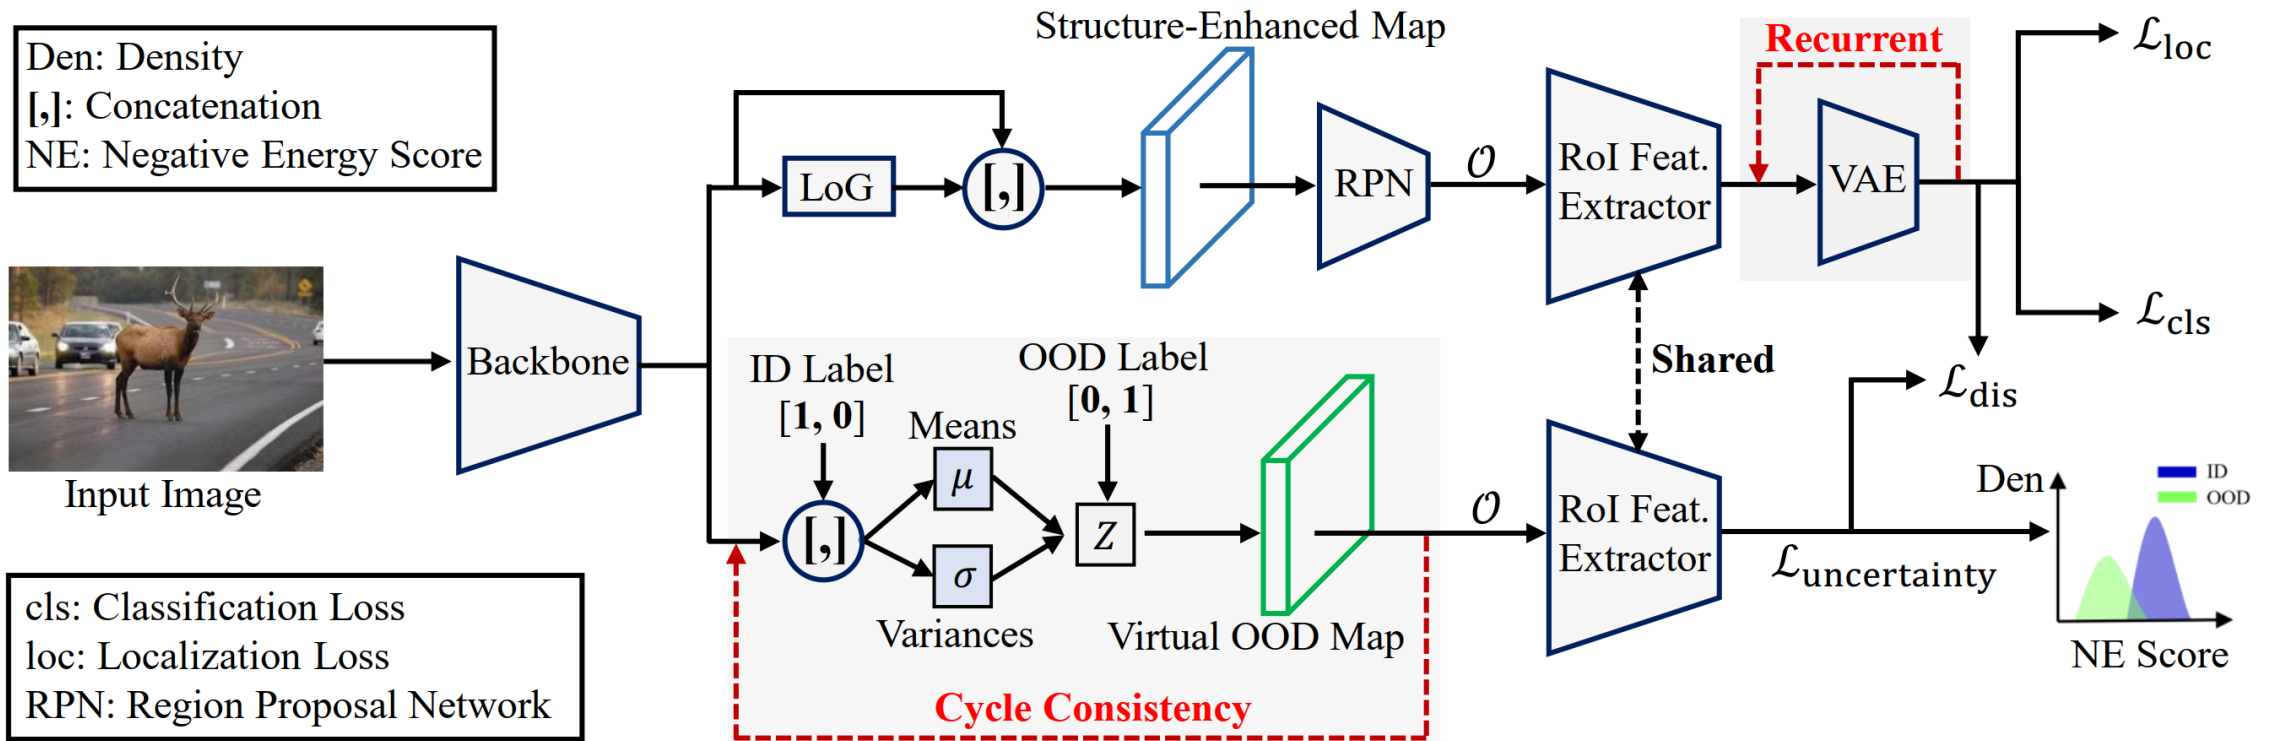 Den: Density
[,]: Concatenation
NE: Negative Energy Score
Structure-Enhanced Map
Recurrent
LoG
[,]
RPN
𝒪
RoI Feat.
Extractor
VAE
ℒloc
ℒcls
ℒdis
Input Image
Backbone
Shared
ID Label
[1, 0]
OOD Label
[0, 1]
Means
μ
[,]
σ
Variances
Z
Virtual OOD Map
𝒪
RoI Feat.
Extractor
ℒuncertainty
Den
ID
OOD
NE Score
Cycle Consistency
cls: Classification Loss
loc: Localization Loss
RPN: Region Proposal Network